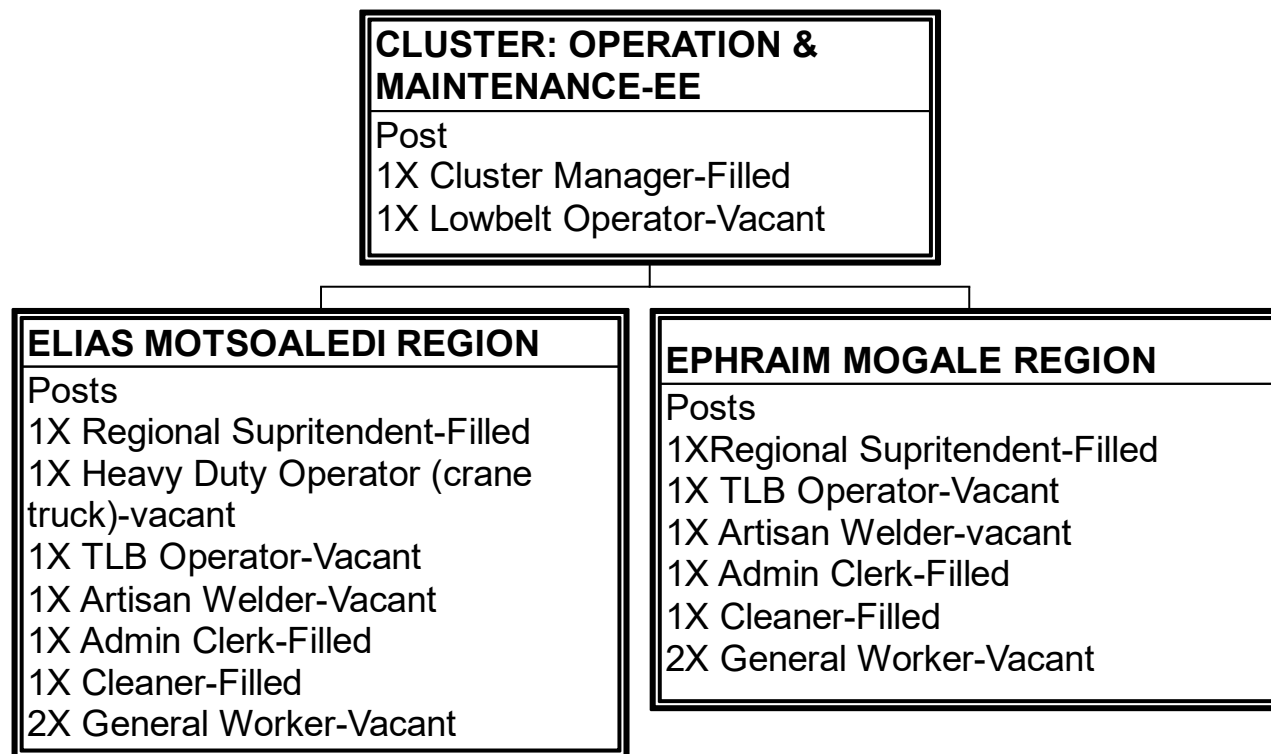 CLUSTER: OPERATION &
MAINTENANCE-EE
Post
1X Cluster Manager-Filled
1X Lowbelt Operator-Vacant
ELIAS MOTSOALEDI REGION
Posts
1X Regional Supritendent-Filled
1X Heavy Duty Operator (crane
truck)-vacant
1X TLB Operator-Vacant
1X Artisan Welder-Vacant
1X Admin Clerk-Filled
1X Cleaner-Filled
2X General Worker-Vacant
EPHRAIM MOGALE REGION
Posts
1XRegional Supritendent-Filled
1X TLB Operator-Vacant
1X Artisan Welder-vacant
1X Admin Clerk-Filled
1X Cleaner-Filled
2X General Worker-Vacant